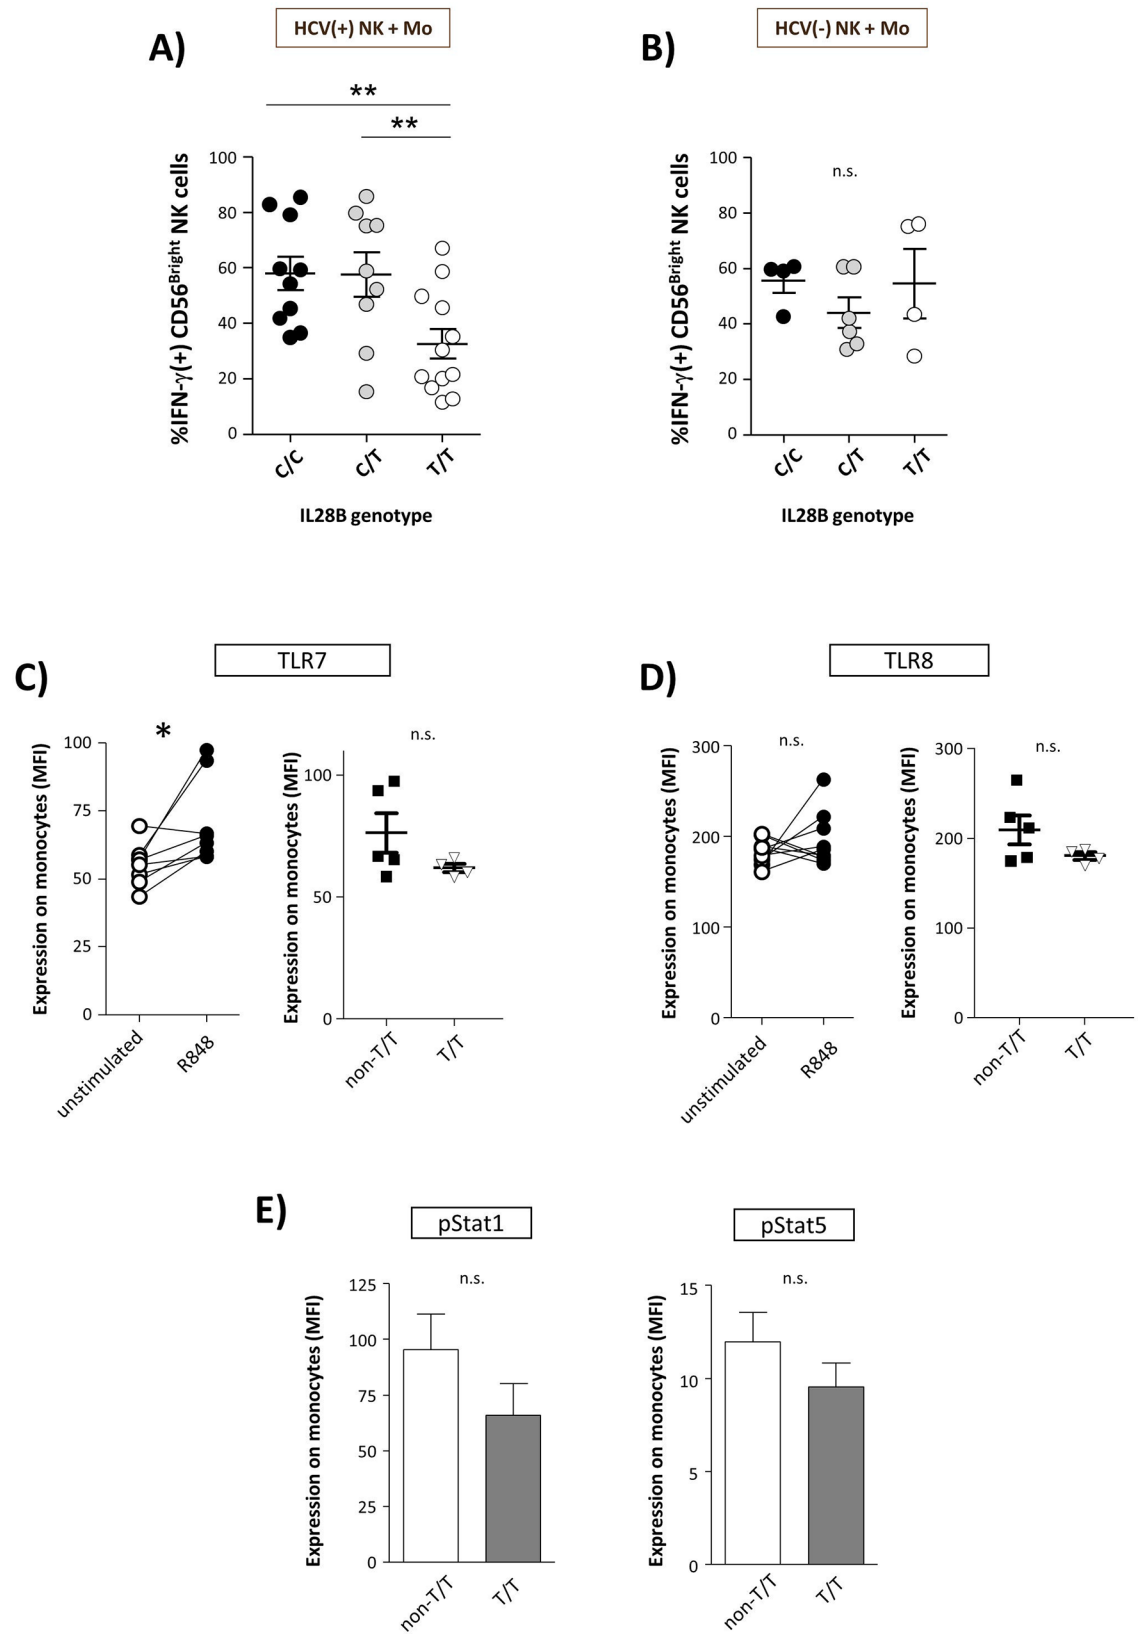 A)
HCV(+) NK + Mo
**
**
%IFN-γ(+) CD56Bright NK cells
100
80
60
40
20
0
C/C
C/T
T/T
IL28B genotype
B)
HCV(-) NK + Mo
n.s.
%IFN-γ(+) CD56Bright NK cells
100
80
60
40
20
0
C/C
C/T
T/T
IL28B genotype
C)
TLR7
*
Expression on monocytes (MFI)
100
75
50
25
0
unstimulated
R848
n.s.
Expression on monocytes (MFI)
100
50
0
non-T/T
T/T
D)
TLR8
n.s.
Expression on monocytes (MFI)
300
200
100
0
unstimulated
R848
n.s.
Expression on monocytes (MFI)
300
200
100
0
non-T/T
T/T
E)
pStat1
n.s.
Expression on monocytes (MFI)
125
100
75
50
25
0
non-T/T
T/T
pStat5
n.s.
Expression on monocytes (MFI)
15
10
5
0
non-T/T
T/T